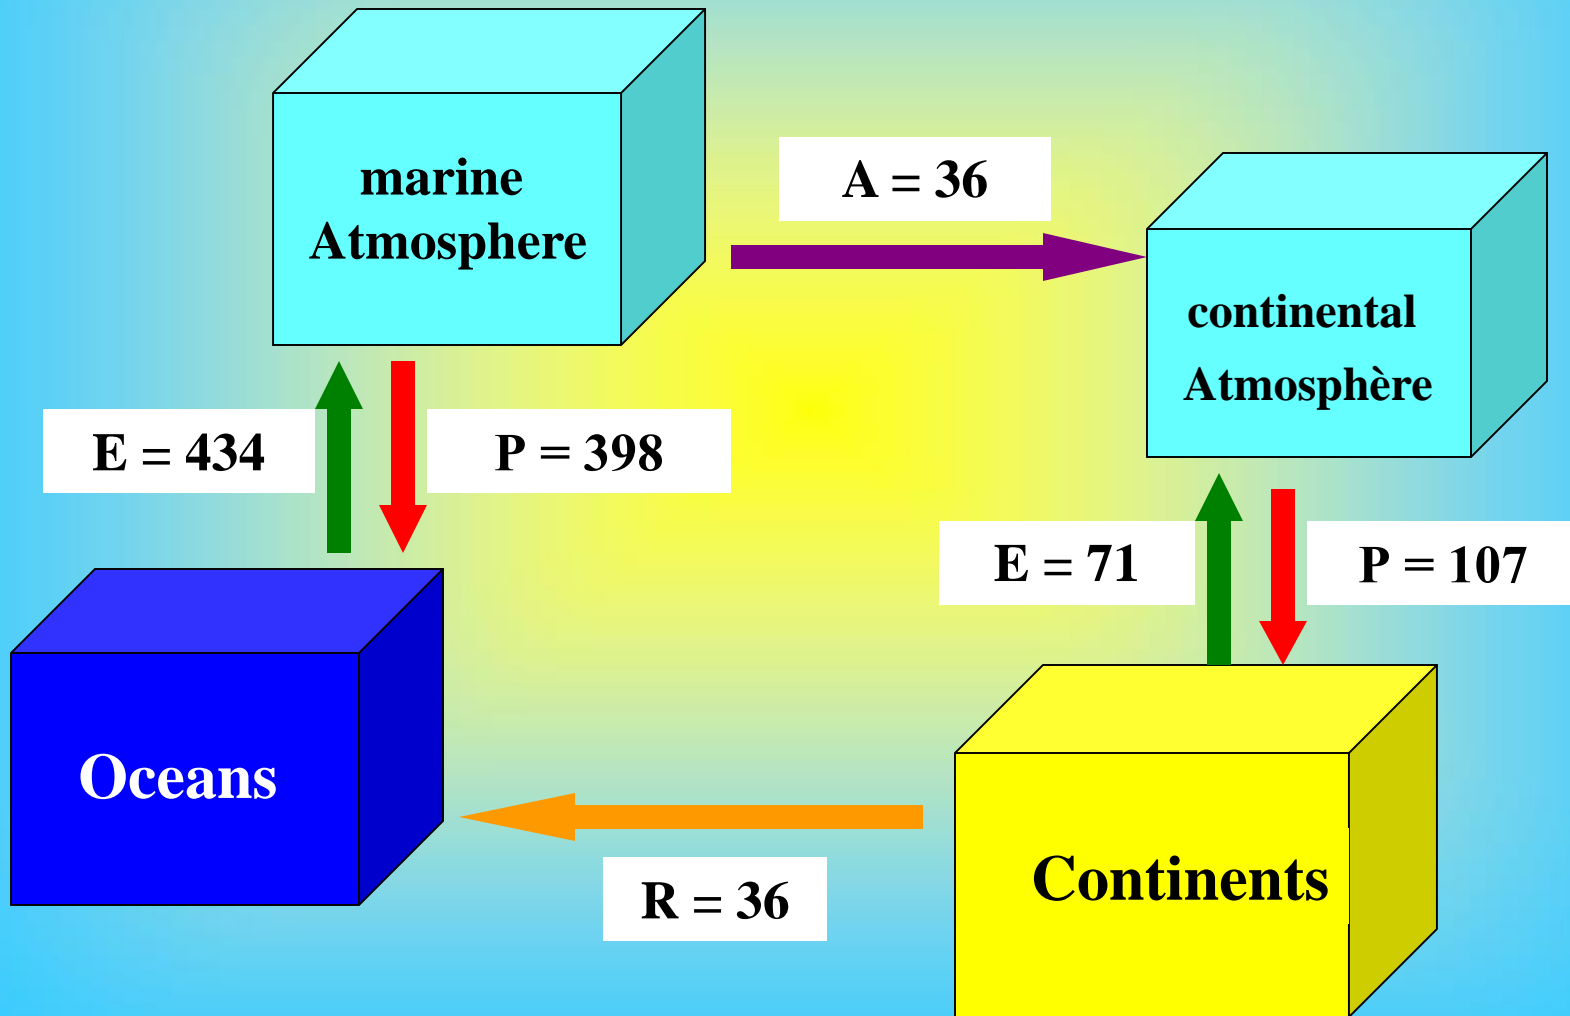 marine
Atmosphere
A = 36
continental
Atmosphère
E = 434
P = 398
E = 71
P = 107
Oceans
Continents
R = 36